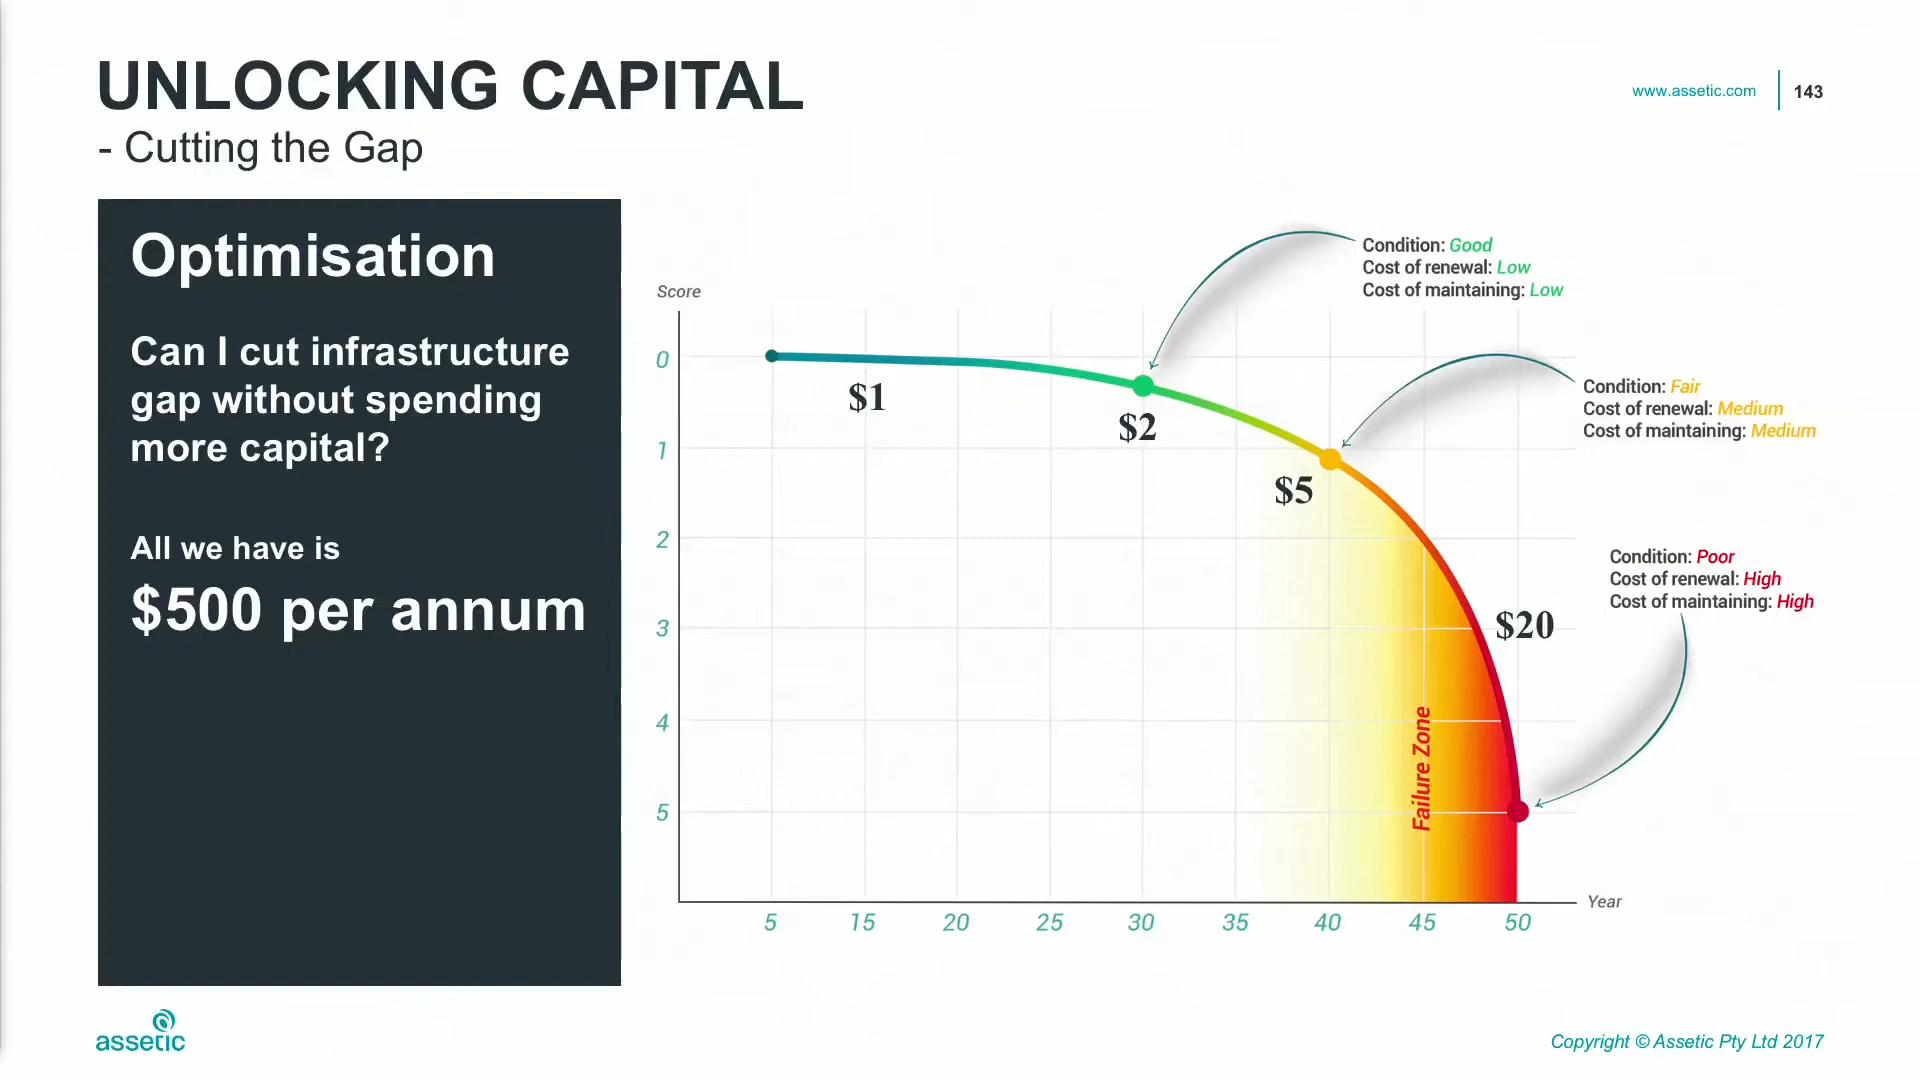 UNLOCKING CAPITAL
- Cutting the Gap
www.assetic.com
143
Optimisation
Can I cut infrastructure
gap without spending
more capital?
All we have is
$500 per annum
Score
0
1
2
3
4
5
5
15
20
25
30
35
40
45
50
Year
$1
$2
$5
$20
Failure Zone
Condition: Good
Cost of renewal: Low
Cost of maintaining: Low
Condition: Fair
Cost of renewal: Medium
Cost of maintaining: Medium
Condition: Poor
Cost of renewal: High
Cost of maintaining: High
assetic
Copyright © Assetic Pty Ltd 2017